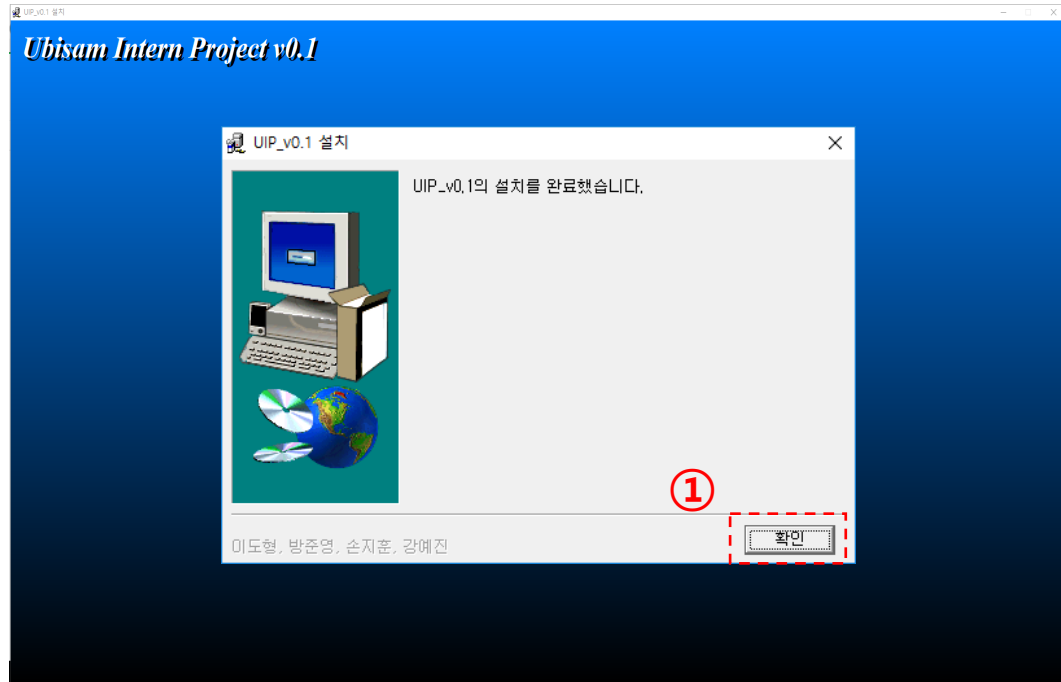 UIP_v0.1 설치
Ubisam Intern Project v0.1
UIP_v0.1 설치
UIP_v0.1의 설치를 완료했습니다.
①
이도형, 방준영, 손지훈, 강예진
확인